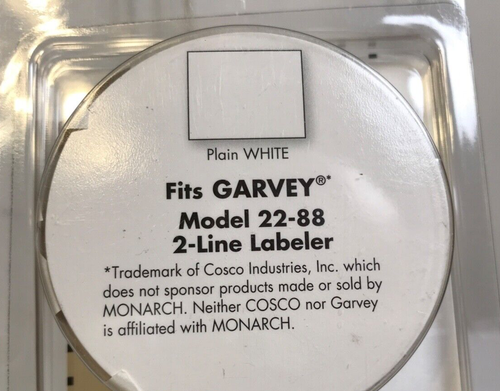 Plain WHITE
Fits GARVEY®*
Model 22-88
2-Line Labeler
*Trademark of Cosco Industries, Inc. which
does not sponsor products made or sold by
MONARCH. Neither COSCO nor Garvey
is affiliated with MONARCH.